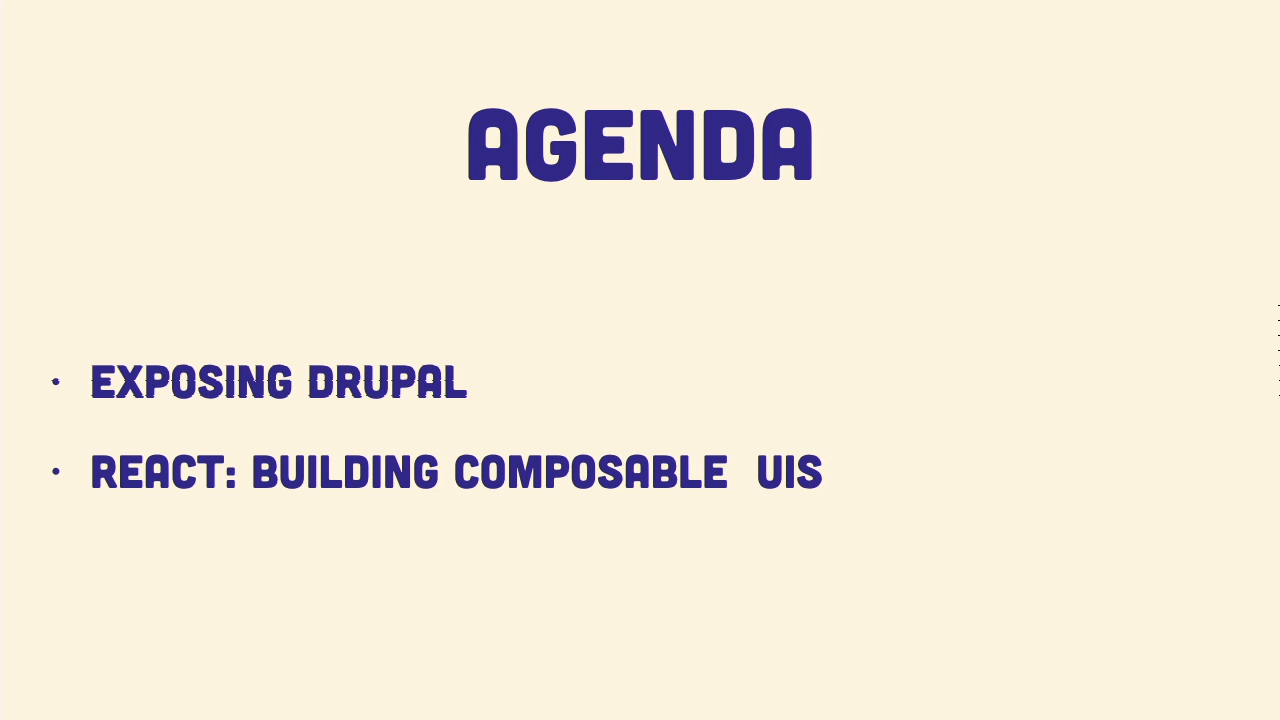 AGENDA
• EXPOSING DRUPAL
• REACT: BUILDING COMPOSABLE  UIS